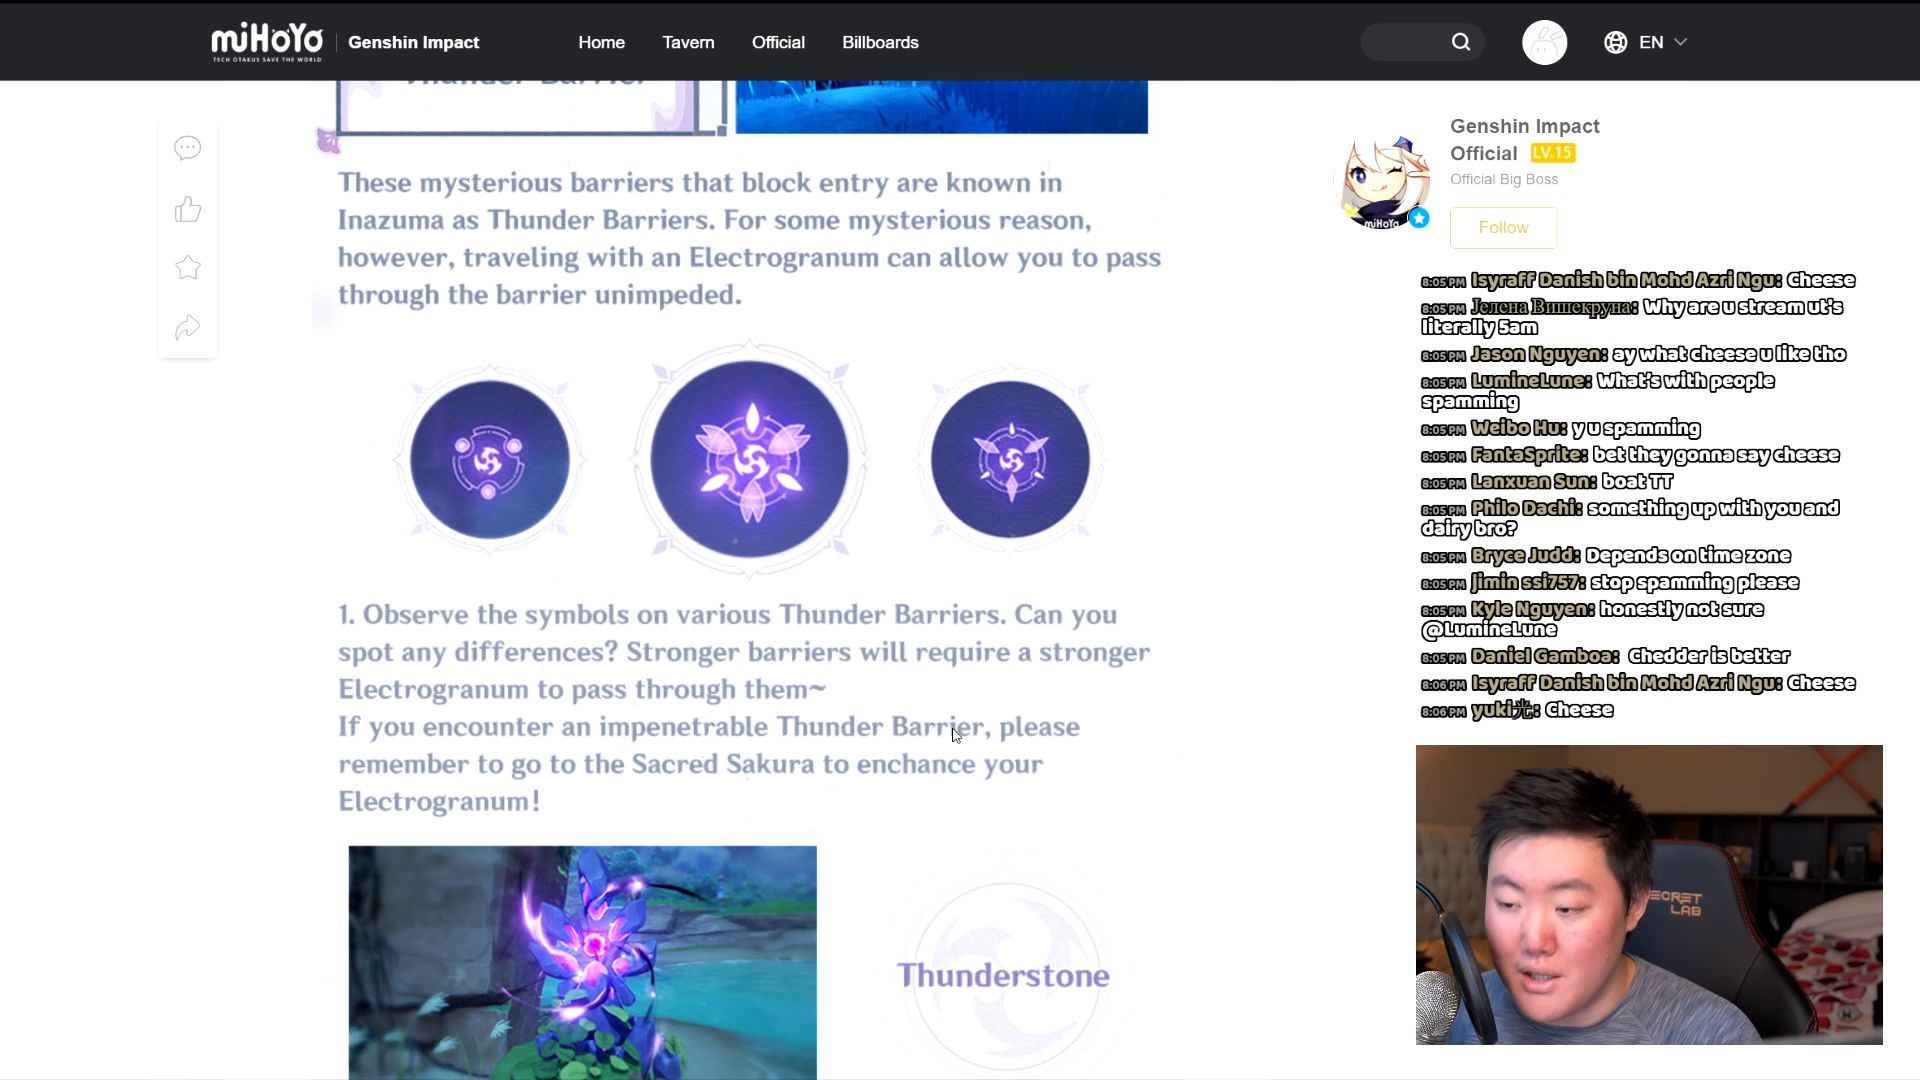 miHoYo
TECH OTAKUS SAVE THE WORLD
Genshin Impact
Home
Tavern
Official
Billboards
EN
Thunder Barrier
These mysterious barriers that block entry are known in
Inazuma as Thunder Barriers. For some mysterious reason,
however, traveling with an Electrogranum can allow you to pass
through the barrier unimpeded.
1. Observe the symbols on various Thunder Barriers. Can you
spot any differences? Stronger barriers will require a stronger
Electrogranum to pass through them~
If you encounter an impenetrable Thunder Barrier, please
remember to go to the Sacred Sakura to enchance your
Electrogranum!
Thunderstone
Genshin Impact
Official LV.15
Official Big Boss
miHoYo
Follow
8:05 PM Isyraff Danish bin Mohd Azri Ngu: Cheese
8:05 PM Јелена Вишекруна: Why are u stream ut's
literally 5am
8:05 PM Jason Nguyen: ay what cheese u like tho
8:05 PM LumineLune: What's with people
spamming
8:05 PM Weibo Hu: y u spamming
8:05 PM FantaSprite: bet they gonna say cheese
8:05 PM Lanxuan Sun: boat TT
8:05 PM Philo Dachi: something up with you and
dairy bro?
8:05 PM Bryce Judd: Depends on time zone
8:05 PM jimin ssi757: stop spamming please
8:05 PM Kyle Nguyen: honestly not sure
@LumineLune
8:05 PM Daniel Gamboa: Chedder is better
8:06 PM Isyraff Danish bin Mohd Azri Ngu: Cheese
8:06 PM yuki光: Cheese
SECRET
LAB